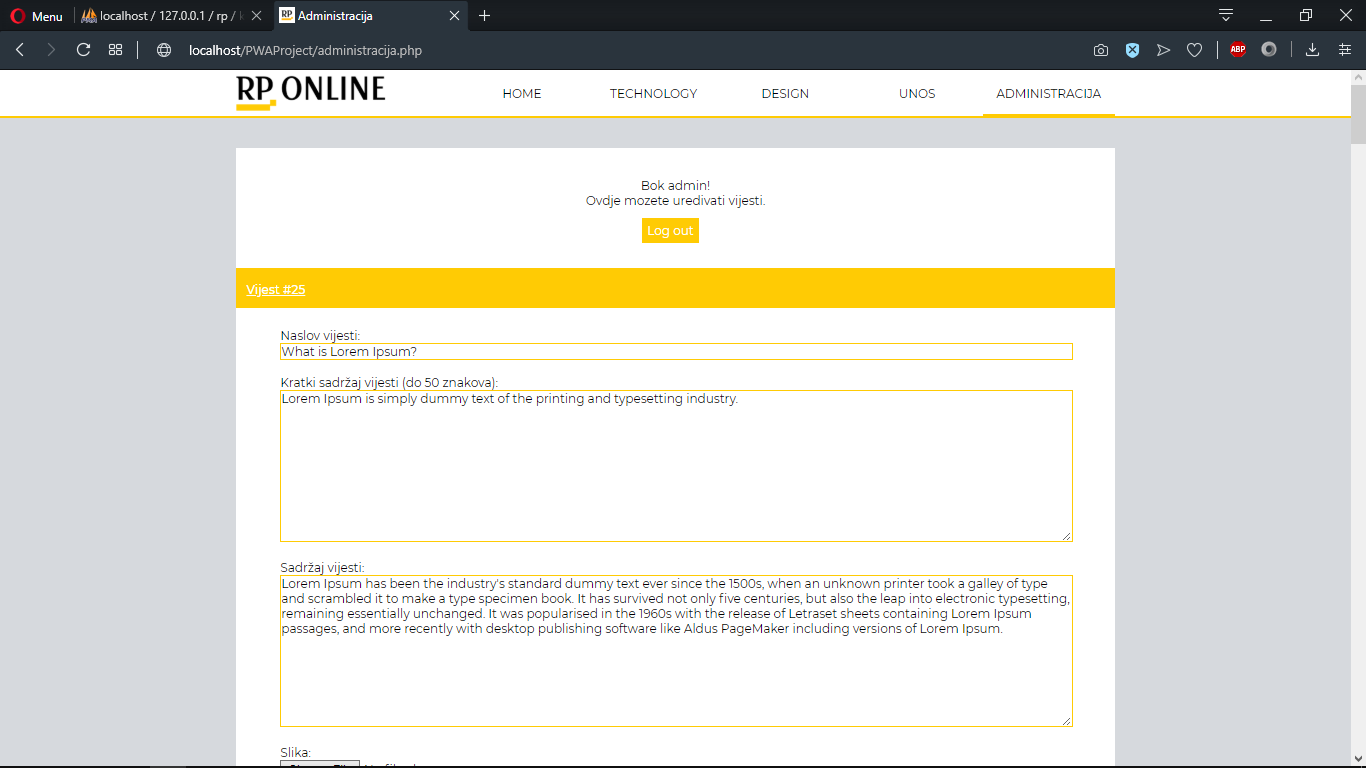 Menu
localhost / 127.0.0.1 / rp /
Administracija
localhost/PWAProject/administracija.php
ABP
RP ONLINE
HOME
TECHNOLOGY
DESIGN
UNOS
ADMINISTRACIJA
Bok admin!
Ovdje mozete uredivati vijesti.
Log out
Vijest #25
Naslov vijesti:
What is Lorem Ipsum?
Kratki sadržaj vijesti (do 50 znakova):
Lorem Ipsum is simply dummy text of the printing and typesetting industry.
Sadržaj vijesti:
Lorem Ipsum has been the industry's standard dummy text ever since the 1500s, when an unknown printer took a galley of type
and scrambled it to make a type specimen book. It has survived not only five centuries, but also the leap into electronic typesetting,
remaining essentially unchanged. It was popularised in the 1960s with the release of Letraset sheets containing Lorem Ipsum
passages, and more recently with desktop publishing software like Aldus PageMaker including versions of Lorem Ipsum.
Slika: